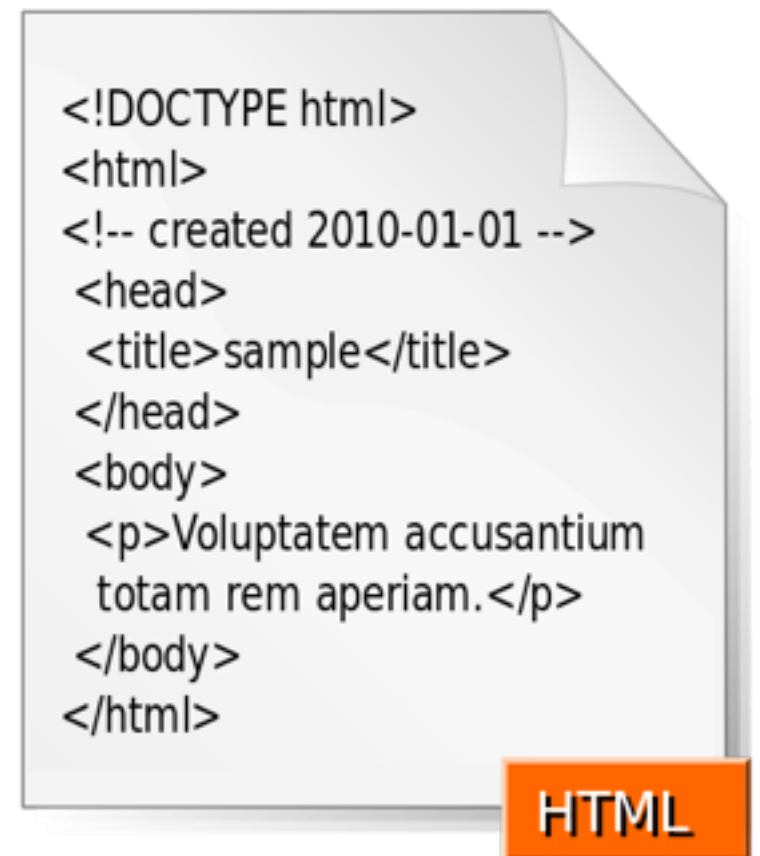 <!DOCTYPE html>
<html>
<!-- created 2010-01-01 -->
<head>
<title>sample</title>
</head>
<body>
<p>Voluptatem accusantium
totam rem aperiam.</p>
</body>
</html>
HTML